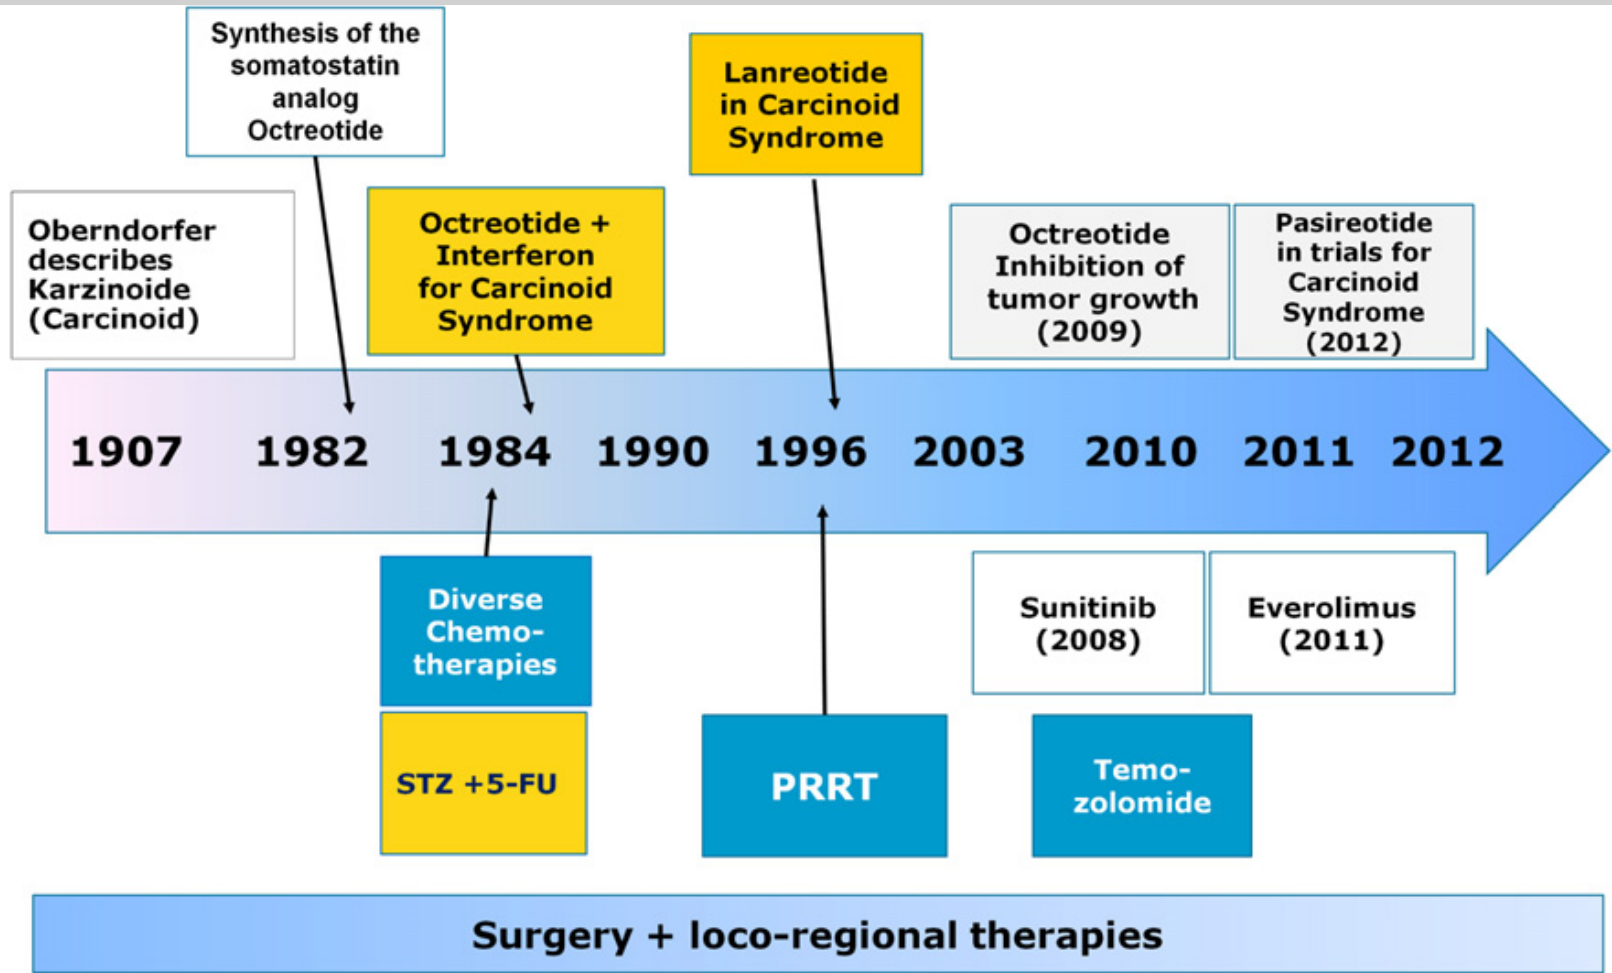 Synthesis of the
somatostatin
analog
Octreotide
Lanreotide
in Carcinoid
Syndrome
Oberndorfer
describes
Karzinoide
(Carcinoid)
Octreotide +
Interferon
for Carcinoid
Syndrome
Octreotide
Inhibition of
tumor growth
(2009)
Pasireotide
in trials for
Carcinoid
Syndrome
(2012)
1907 1982 1984 1990 1996 2003 2010 2011 2012
Diverse
Chemo-
therapies
Sunitinib
(2008)
Everolimus
(2011)
STZ +5-FU
PRRT
Temo-
zolomide
Surgery + loco-regional therapies